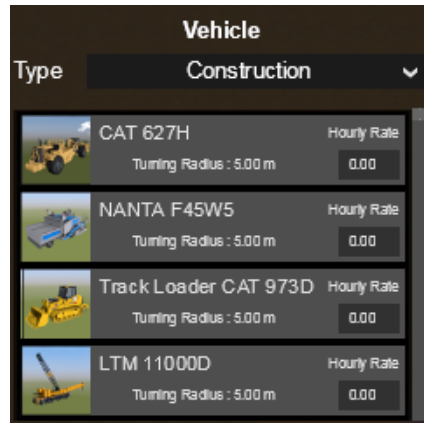 Vehicle
Type Construction
CAT 627H Hourly Rate
Turning Radius : 5.00 m 0.00
NANTA F45W5 Hourly Rate
Turning Radius : 5.00 m 0.00
Track Loader CAT 973D Hourly Rate
Turning Radius : 5.00 m 0.00
LTM 11000D Hourly Rate
Turning Radius : 5.00 m 0.00